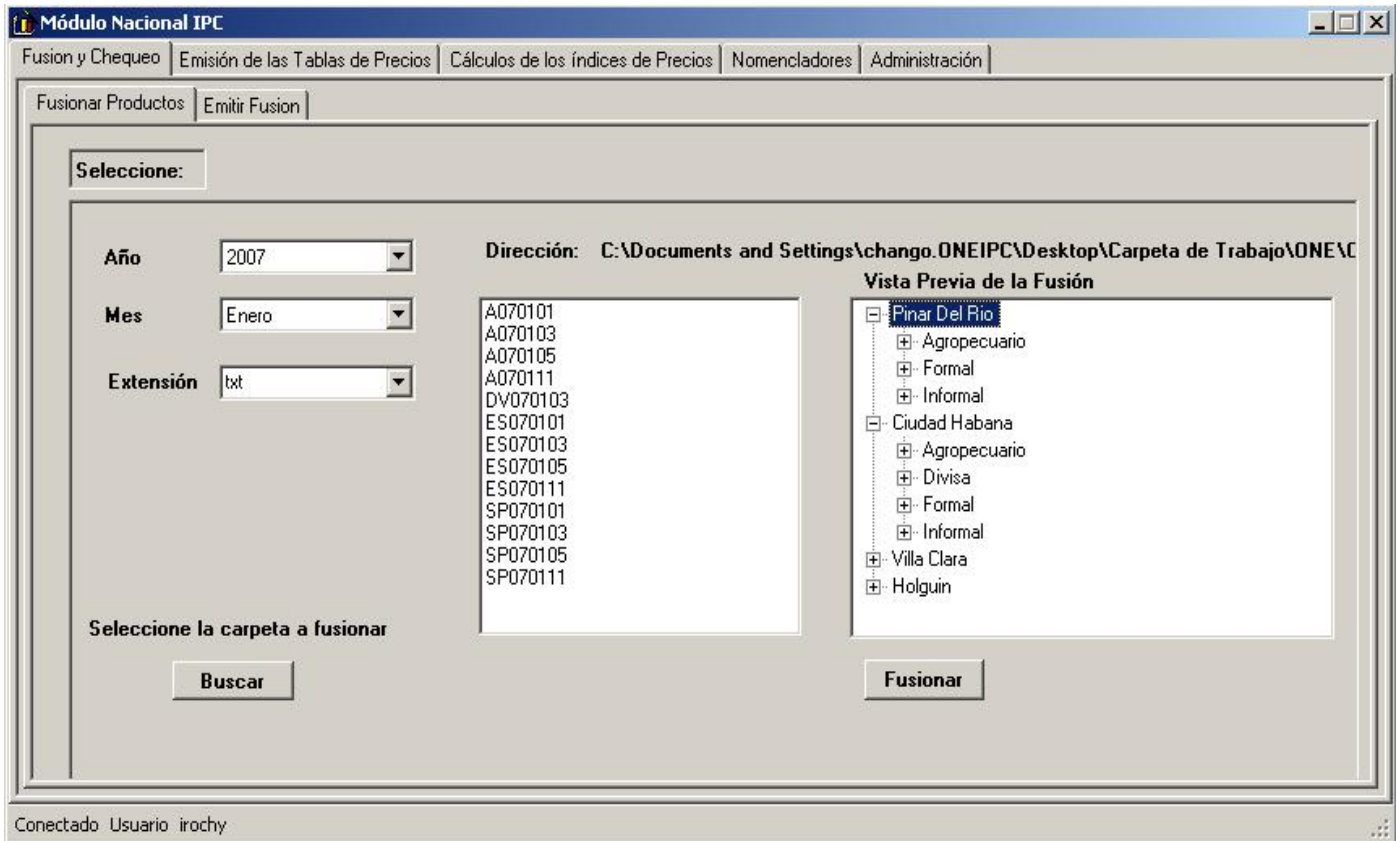 Módulo Nacional IPC
Fusion y Chequeo Emisión de las Tablas de Precios Cálculos de los índices de Precios Nomencladores Administración
Fusionar Productos Emitir Fusion
Seleccione:
Año 2007
Mes Enero
Extensión txt
Seleccione la carpeta a fusionar
Buscar
Dirección: C:\Documents and Settings\chango.ONEIPC\Desktop\Carpeta de Trabajo\ONE\C
A070101
A070103
A070105
A070111
DV070103
ES070101
ES070103
ES070105
ES070111
SP070101
SP070103
SP070105
SP070111
Vista Previa de la Fusión
Pinar Del Rio
Agropecuario
Formal
Informal
Ciudad Habana
Agropecuario
Divisa
Formal
Informal
Villa Clara
Holguin
Fusionar
Conectado Usuario irochy